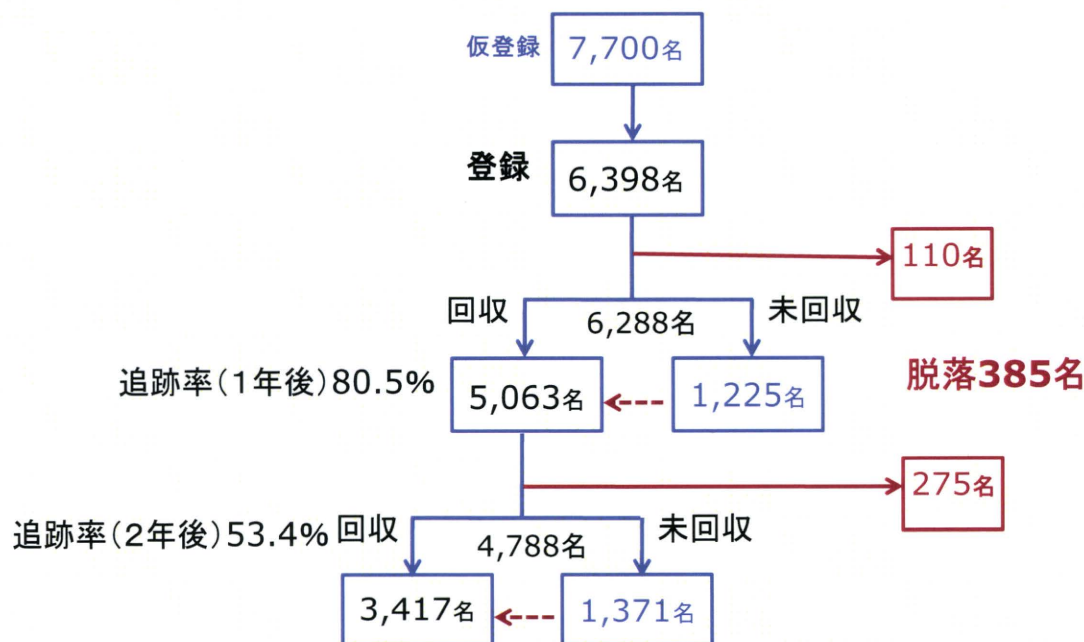 仮登録
7,700名
登録
6,398名
110名
回収
6,288名
未回収
追跡率(1年後)80.5%
5,063名
1,225名
脱落385名
275名
追跡率(2年後)53.4%
回収
4,788名
未回収
3,417名
1,371名